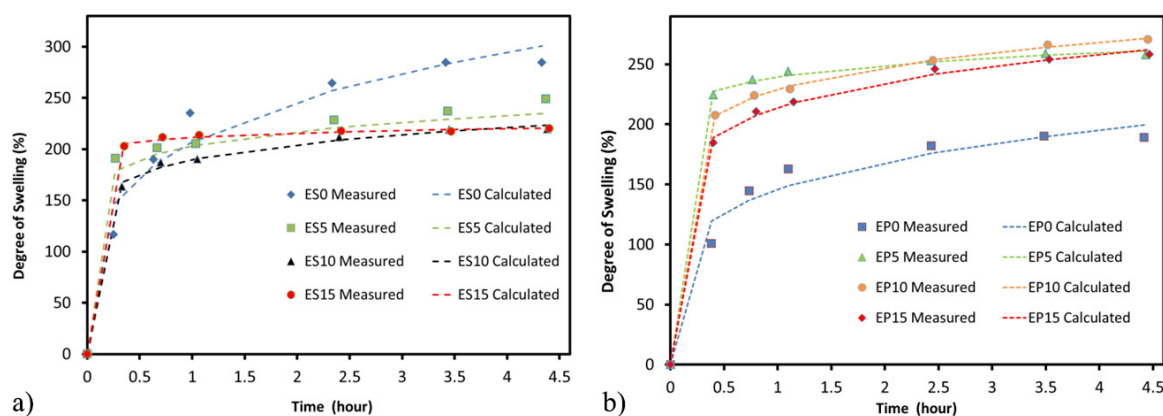 300
250
200
150
100
50
0
Degree of Swelling (%)
ES0 Measured
ES0 Calculated
ES5 Measured
ES5 Calculated
ES10 Measured
ES10 Calculated
ES15 Measured
ES15 Calculated
0 0.5 1 1.5 2 2.5 3 3.5 4 4.5
Time (hour)
a)
250
200
150
100
50
0
Degree of Swelling (%)
EP0 Measured
EP0 Calculated
EP5 Measured
EP5 Calculated
EP10 Measured
EP10 Calculated
EP15 Measured
EP15 Calculated
0 0.5 1 1.5 2 2.5 3 3.5 4 4.5
Time (hour)
b)